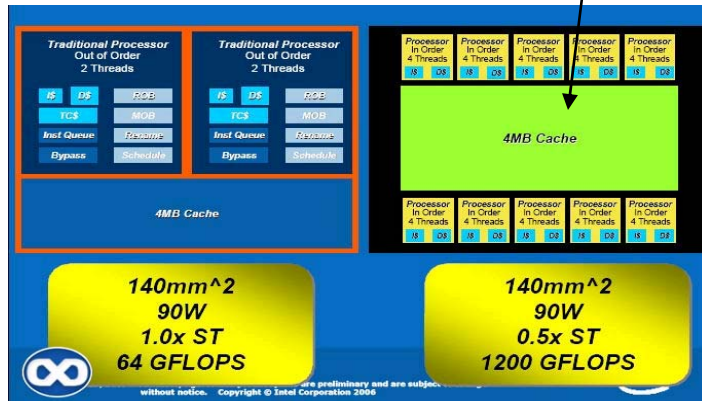 Traditional Processor
Out of Order
2 Threads
I$ D$ ROB
TC$ MOB
Inst Queue Rename
Bypass Schedule
Traditional Processor
Out of Order
2 Threads
I$ D$ ROB
TC$ MOB
Inst Queue Rename
Bypass Schedule
4MB Cache
Processor
In Order
4 Threads
I$ D$
Processor
In Order
4 Threads
I$ D$
Processor
In Order
4 Threads
I$ D$
Processor
In Order
4 Threads
I$ D$
Processor
In Order
4 Threads
I$ D$
4MB Cache
Processor
In Order
4 Threads
I$ D$
Processor
In Order
4 Threads
I$ D$
Processor
In Order
4 Threads
I$ D$
Processor
In Order
4 Threads
I$ D$
Processor
In Order
4 Threads
I$ D$
140mm^2
90W
1.0x ST
64 GFLOPS
140mm^2
90W
0.5x ST
1200 GFLOPS
are preliminary and are
without notice. Copyright © Intel Corporation 2006